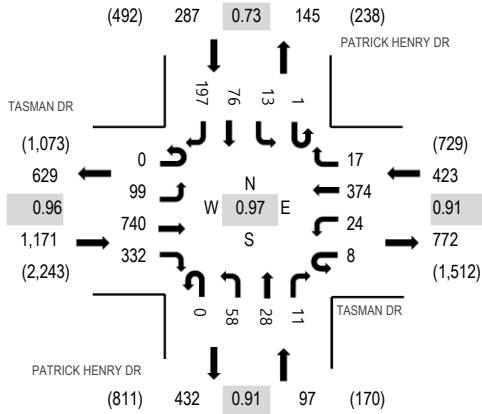 (492) 287 0.73 145 (238)
PATRICK HENRY DR
197 76 13 1
TASMAN DR
(1,073) (729)
0 17
629 423
99 N 374
0.96 W 0.97 E 0.91
740 24
1,171 S 772
332 8
(2,243) (1,512)
0 58 28 11
TASMAN DR
PATRICK HENRY DR
(811) 432 0.91 97 (170)